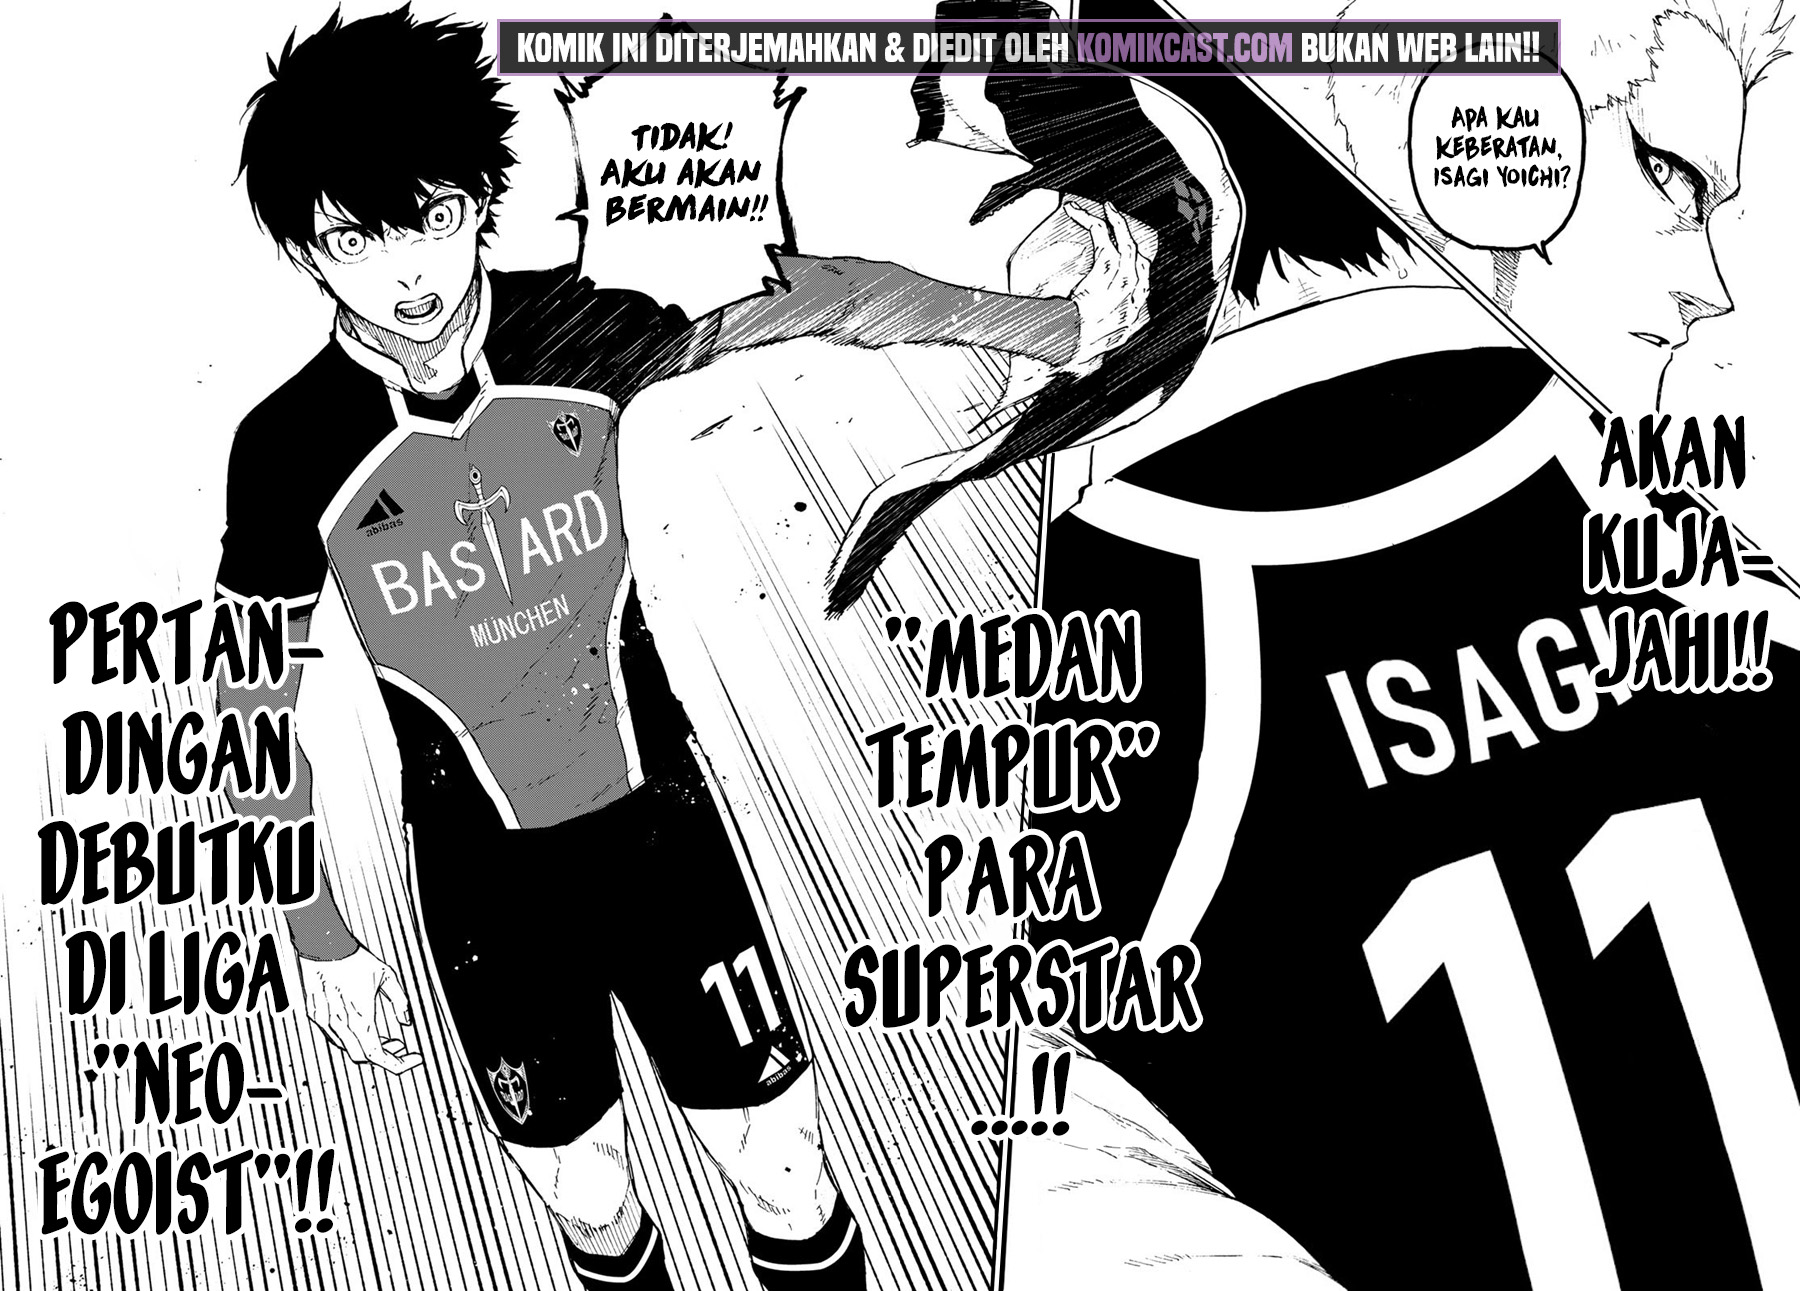 KOMIK INI DITERJEMAHKAN & DIEDIT OLEH KOMIKCAST.COM BUKAN WEB LAIN!!
APA KAU
KEBERATAN,
ISAGI YOICHI?
TIDAK!
AKU AKAN
BERMAIN!!
AKAN
KUJA-
JAHI!!
ISAGI
11
"MEDAN
TEMPUR"
PARA
SUPERSTAR
.....!!
abibas
BASTARD
MÜNCHEN
11
abibas
PERTAN-
DINGAN
DEBUTKU
DI LIGA
"NEO-
EGOIST"!!